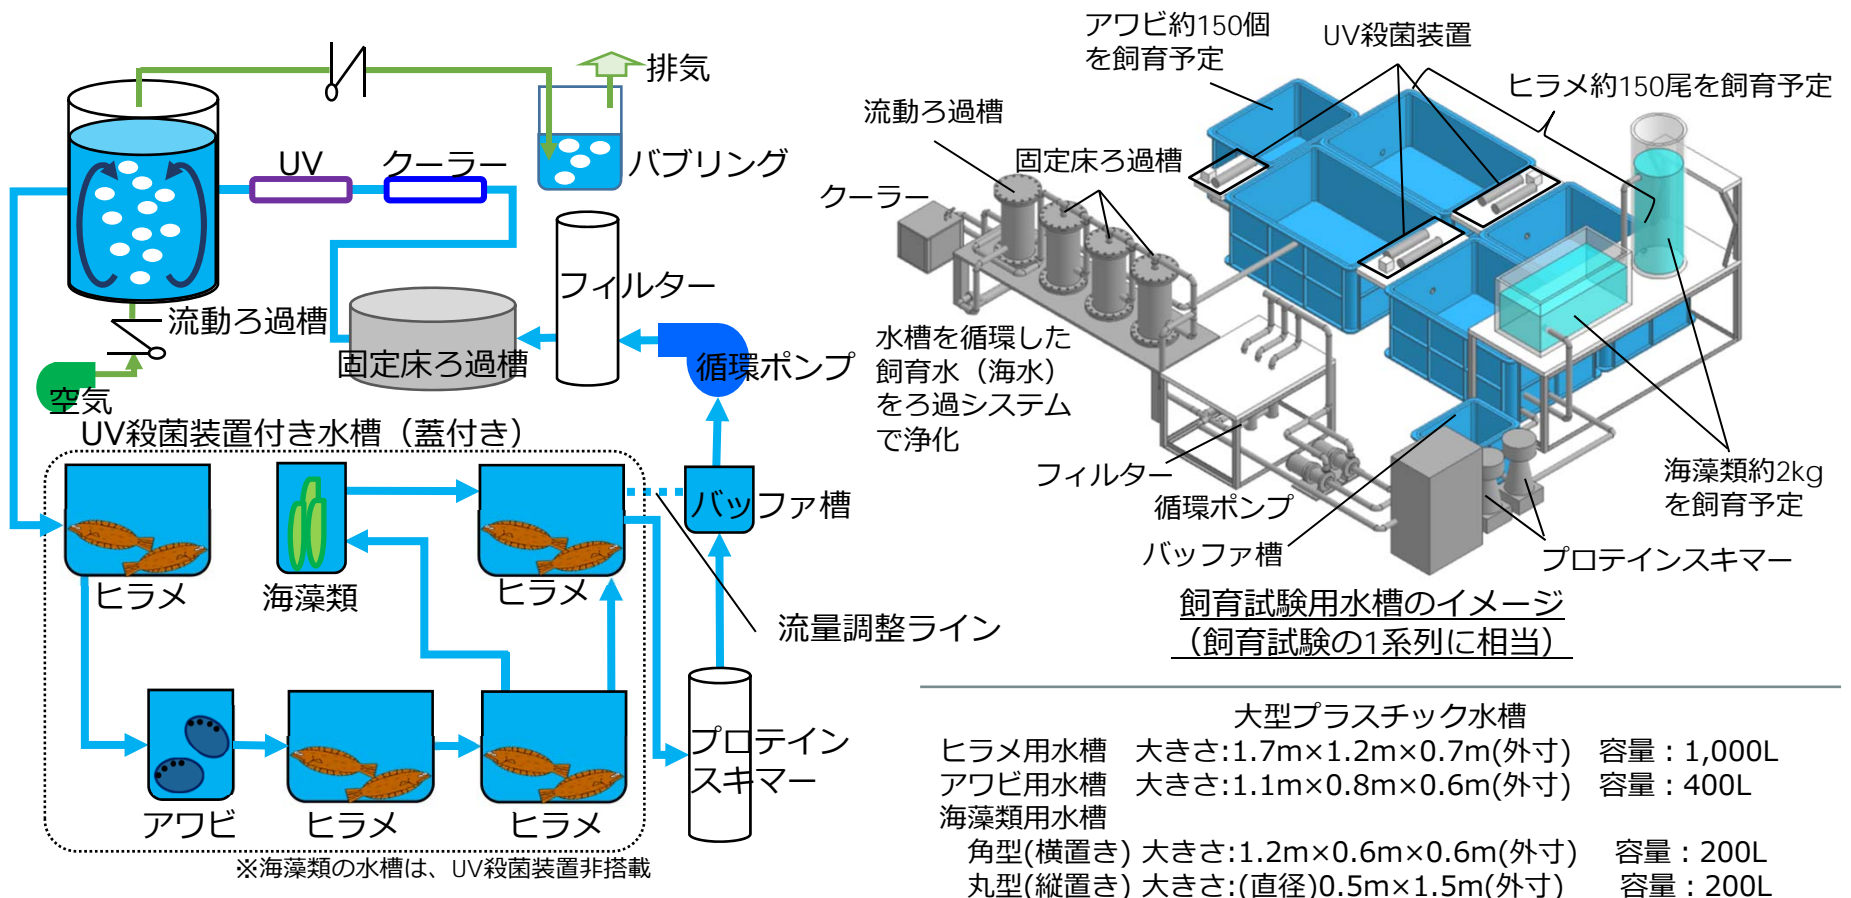 排気
バブリング
UV
クーラー
流動ろ過槽
フィルター
固定床ろ過槽
循環ポンプ
空気
UV殺菌装置付き水槽（蓋付き）
ヒラメ
海藻類
ヒラメ
バッファ槽
流量調整ライン
アワビ
ヒラメ
ヒラメ
プロテイン
スキマー
※海藻類の水槽は、UV殺菌装置非搭載
アワビ約150個
を飼育予定
UV殺菌装置
ヒラメ約150尾を飼育予定
流動ろ過槽
固定床ろ過槽
クーラー
水槽を循環した
飼育水（海水）
をろ過システム
で浄化
フィルター
循環ポンプ
バッファ槽
プロテインスキマー
海藻類約2kg
を飼育予定
飼育試験用水槽のイメージ
（飼育試験の1系列に相当）
大型プラスチック水槽
ヒラメ用水槽 大きさ:1.7m×1.2m×0.7m(外寸) 容量：1,000L
アワビ用水槽 大きさ:1.1m×0.8m×0.6m(外寸) 容量：400L
海藻類用水槽
角型(横置き) 大きさ:1.2m×0.6m×0.6m(外寸) 容量：200L
丸型(縦置き) 大きさ:(直径)0.5m×1.5m(外寸) 容量：200L